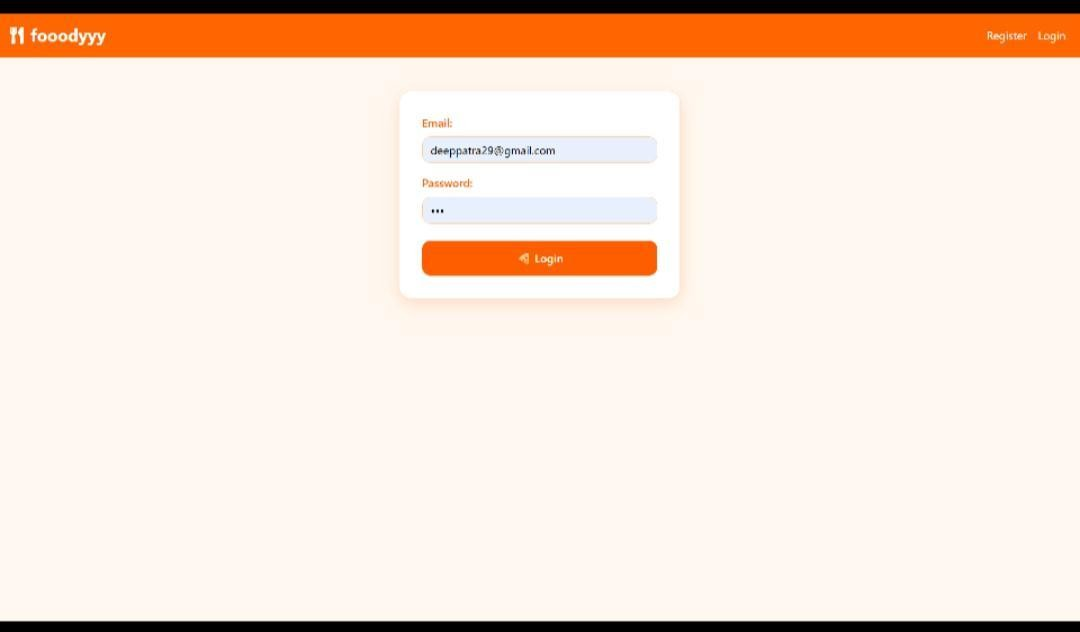 fooodyyy
Register Login
Email:
deeppatra29@gmail.com
Password:
•••
Login